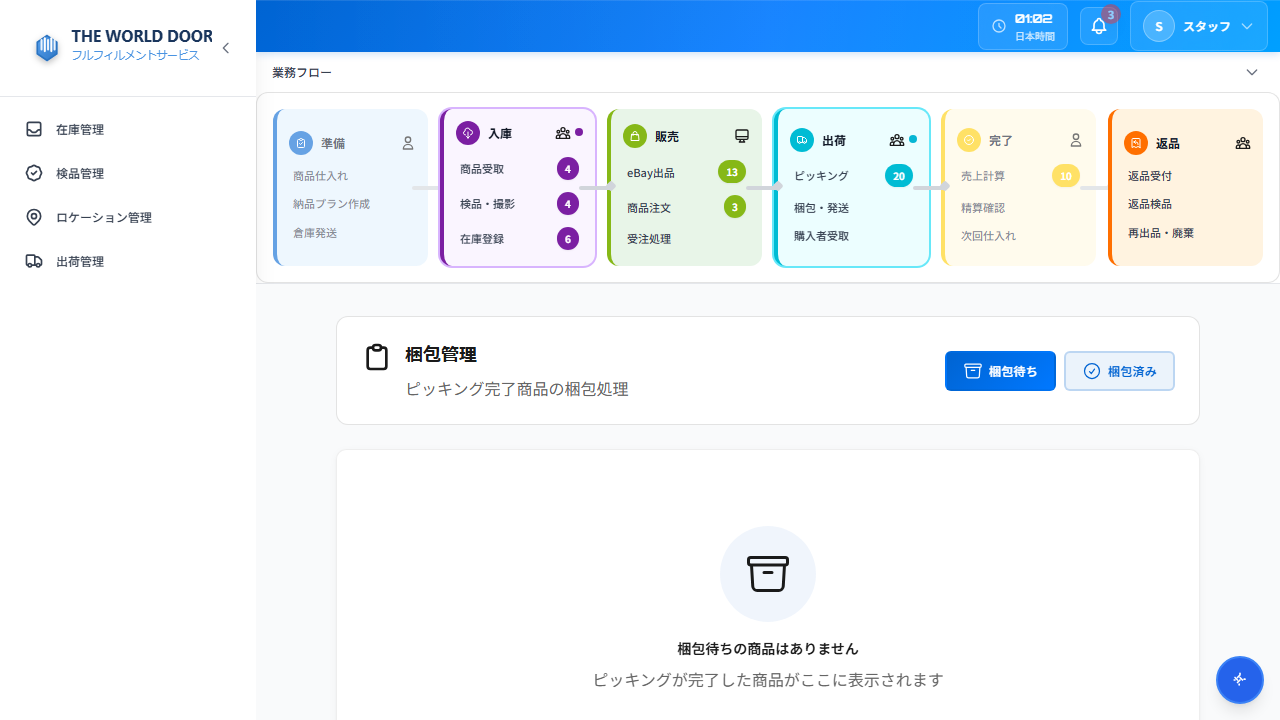 THE WORLD DOOR
フルフィルメントサービス
在庫管理
検品管理
ロケーション管理
出荷管理
01:02
日本時間
3
S
スタッフ
業務フロー
準備
商品仕入れ
納品プラン作成
倉庫発送
入庫
商品受取
4
検品・撮影
4
在庫登録
6
販売
eBay出品
13
商品注文
3
受注処理
出荷
ピッキング
20
梱包・発送
購入者受取
完了
売上計算
10
精算確認
次回仕入れ
返品
返品受付
返品検品
再出品・廃棄
梱包管理
ピッキング完了商品の梱包処理
梱包待ち
梱包済み
梱包待ちの商品はありません
ピッキングが完了した商品がここに表示されます